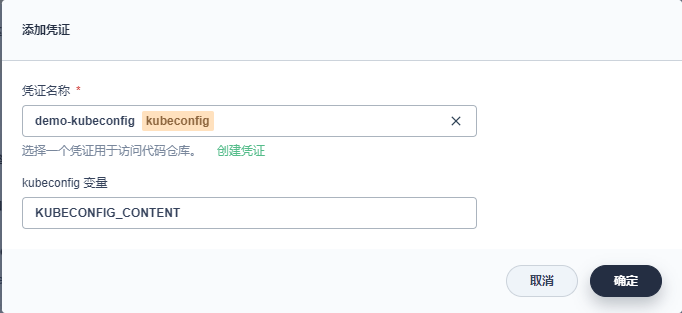 添加凭证
凭证名称 *
demo-kubeconfig kubeconfig
选择一个凭证用于访问代码仓库。 创建凭证
kubeconfig 变量
KUBECONFIG_CONTENT
取消 确定